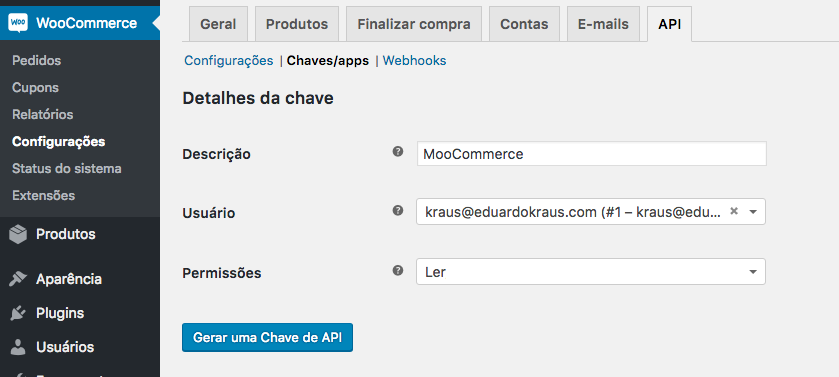 WooCommerce
Pedidos
Cupons
Relatórios
Configurações
Status do sistema
Extensões
Produtos
Aparência
Plugins
Usuários
Geral Produtos Finalizar compra Contas E-mails API
Configurações | Chaves/apps | Webhooks
Detalhes da chave
Descrição ? MooCommerce
Usuário ? kraus@eduardokraus.com (#1 – kraus@edu... ×
Permissões ? Ler
Gerar uma Chave de API